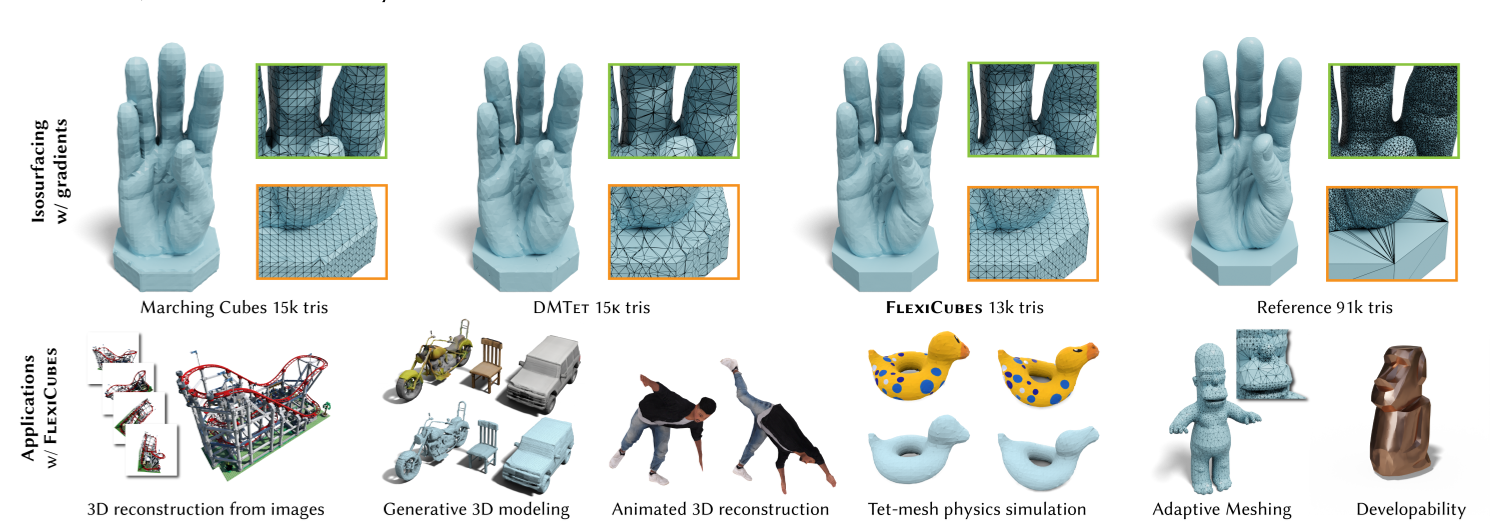 Isosurfacing
w/ gradients
Marching Cubes 15k tris
DMTET 15K tris
FLEXICUBES 13k tris
Reference 91k tris
Applications
w/ FLEXICUBES
3D reconstruction from images
Generative 3D modeling
Animated 3D reconstruction
Tet-mesh physics simulation
Adaptive Meshing
Developability